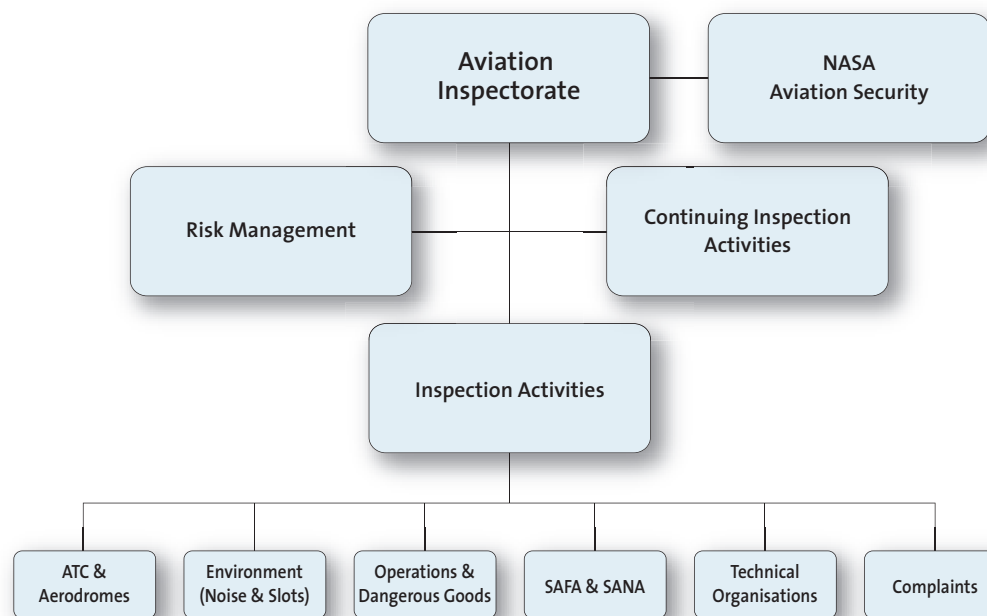 Aviation
Inspectorate
NASA
Aviation Security
Risk Management
Continuing Inspection
Activities
Inspection Activities
ATC &
Aerodromes
Environment
(Noise & Slots)
Operations &
Dangerous Goods
SAFA & SANA
Technical
Organisations
Complaints